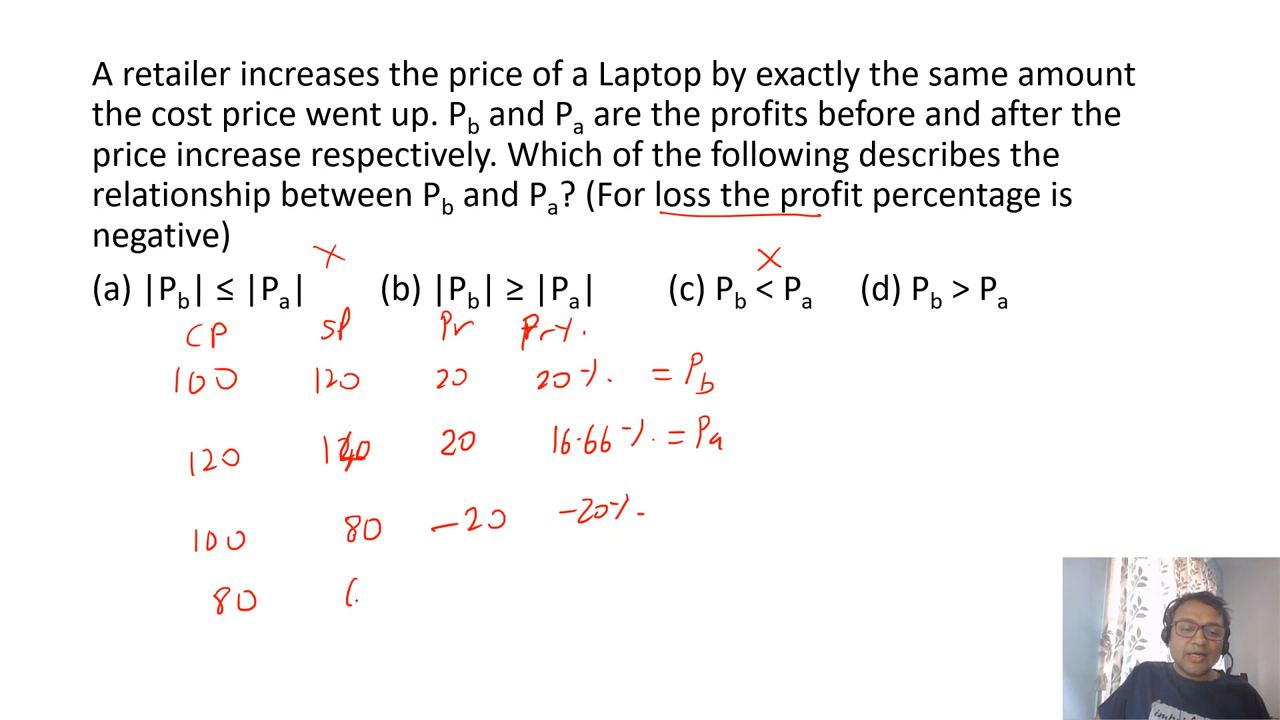 A retailer increases the price of a Laptop by exactly the same amount
the cost price went up. Pb and Pa are the profits before and after the
price increase respectively. Which of the following describes the
relationship between Pb and Pa? (For loss the profit percentage is
negative)
(a) |Pb| ≤ |Pa| (b) |Pb| ≥ |Pa| (c) Pb < Pa (d) Pb > Pa
CP SP Pr Pr%.
100 120 20 20%. = Pb
120 140 20 16.66%. = Pa
100 80 -20 -20%.
80 (.